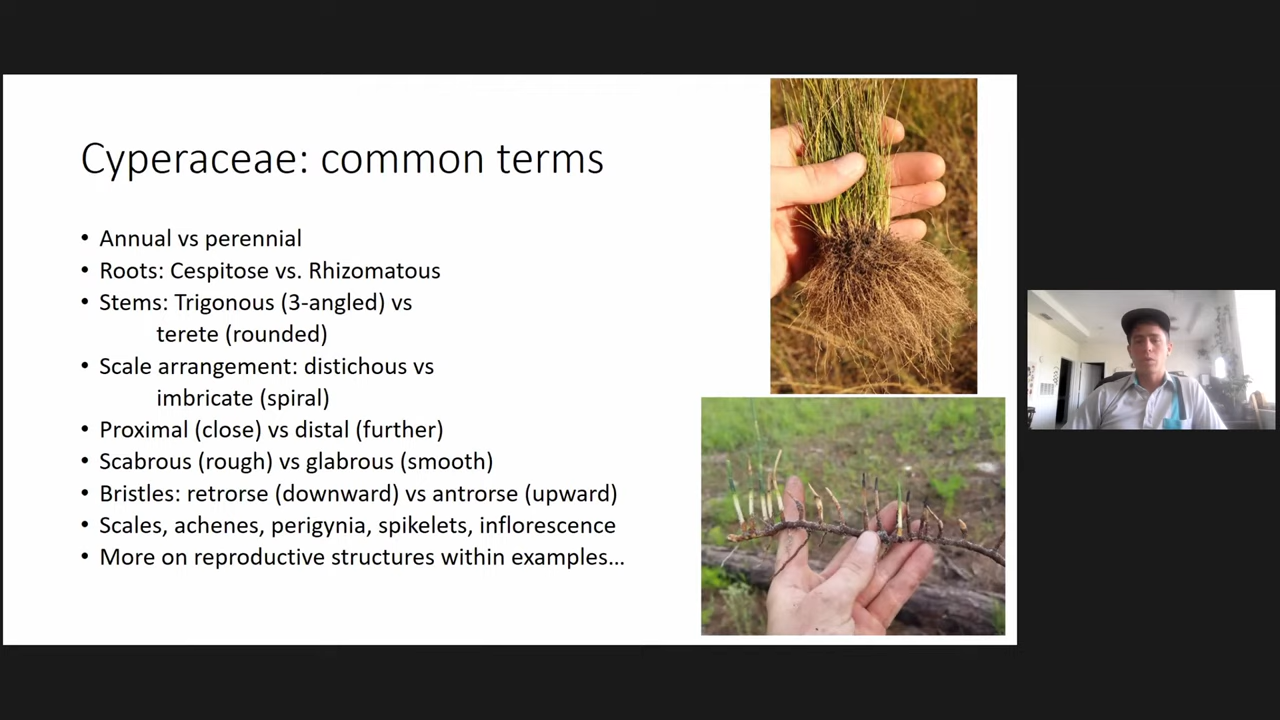 Cyperaceae: common terms
• Annual vs perennial
• Roots: Cespitose vs. Rhizomatous
• Stems: Trigonous (3-angled) vs
terete (rounded)
• Scale arrangement: distichous vs
imbricate (spiral)
• Proximal (close) vs distal (further)
• Scabrous (rough) vs glabrous (smooth)
• Bristles: retrorse (downward) vs antrorse (upward)
• Scales, achenes, perigynia, spikelets, inflorescence
• More on reproductive structures within examples…